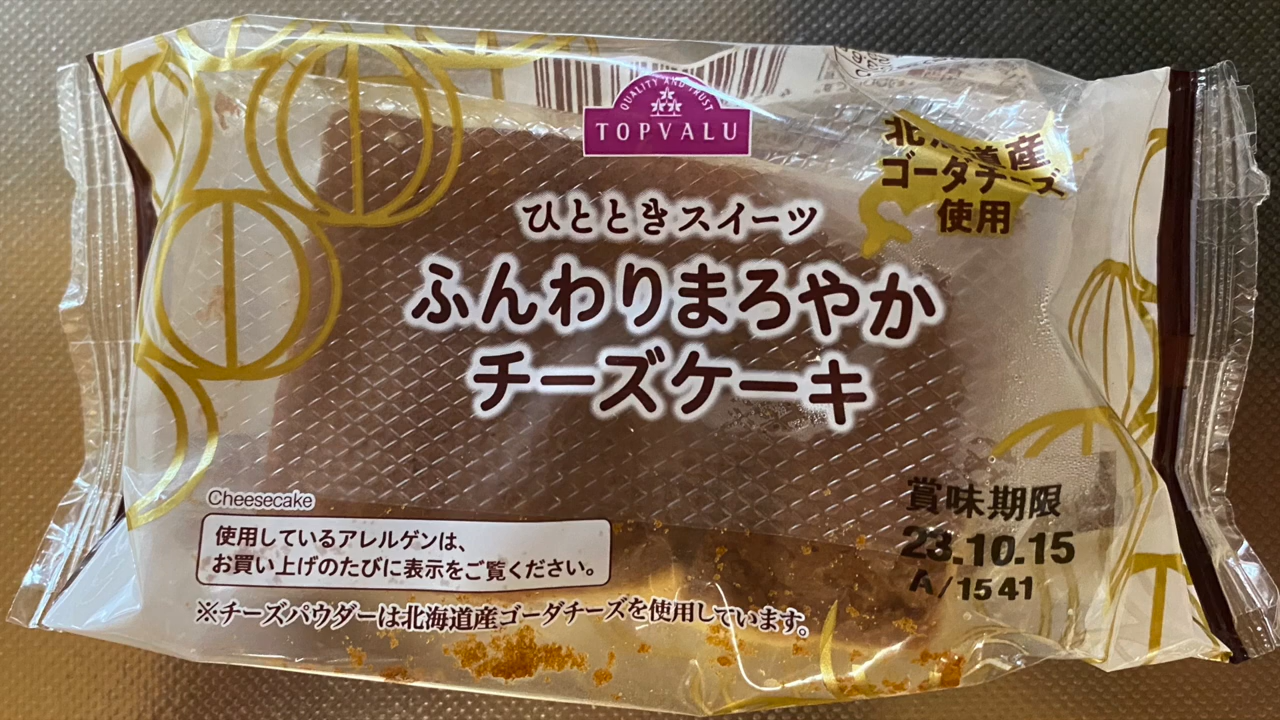 QUALITY AND TRUST
TOPVALU
北海道産
ゴーダチーズ
使用
ひとときスイーツ
ふんわりまろやか
チーズケーキ
Cheesecake
使用しているアレルゲンは、
お買い上げのたびに表示をご覧ください。
※チーズパウダーは北海道産ゴーダチーズを使用しています。
賞味期限
23.10.15
A/1541